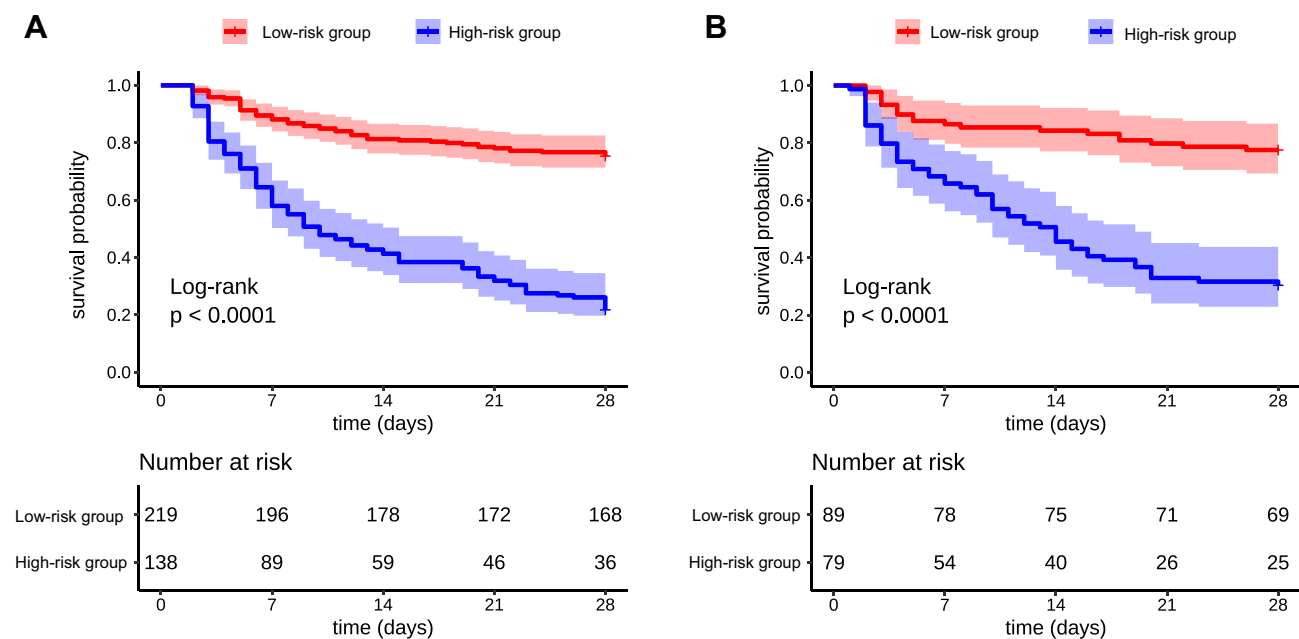 A
Low-risk group
High-risk group
survival probability
1.0
0.8
0.6
0.4
0.2
0.0
Log-rank
p < 0.0001
0 7 14 21 28
time (days)
Number at risk
Low-risk group 219 196 178 172 168
High-risk group 138 89 59 46 36
0 7 14 21 28
time (days)
B
Low-risk group
High-risk group
survival probability
1.0
0.8
0.6
0.4
0.2
0.0
Log-rank
p < 0.0001
0 7 14 21 28
time (days)
Number at risk
Low-risk group 89 78 75 71 69
High-risk group 79 54 40 26 25
0 7 14 21 28
time (days)